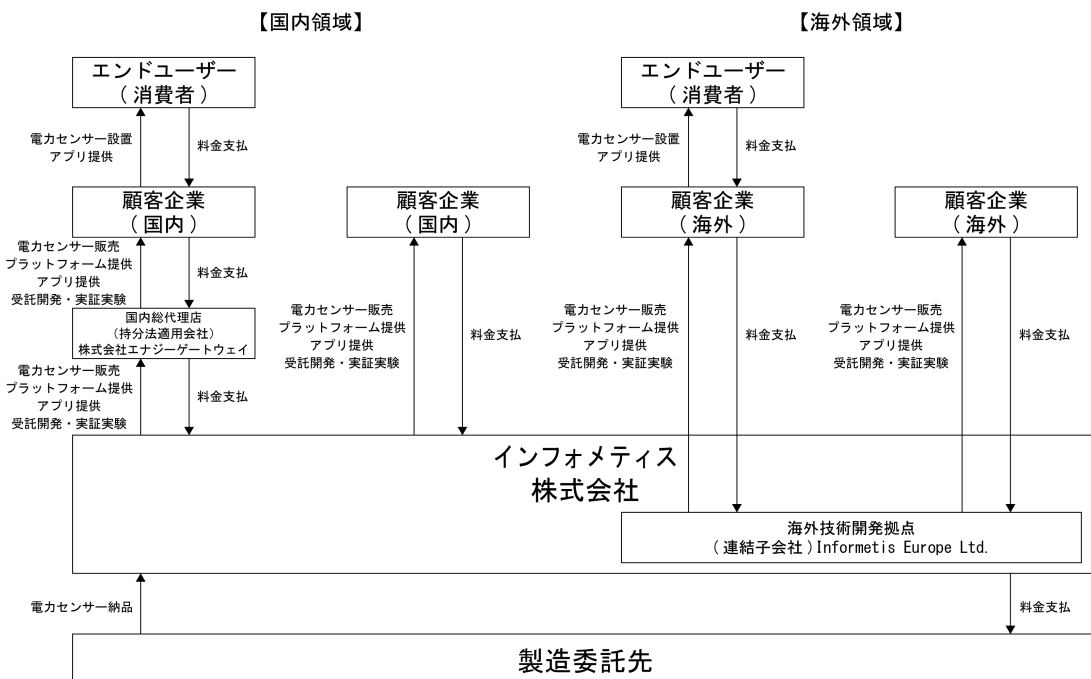 【国内領域】
【海外領域】
エンドユーザー
(消費者)
エンドユーザー
(消費者)
電力センサー設置
アプリ提供
料金支払
電力センサー設置
アプリ提供
料金支払
顧客企業
(国内)
顧客企業
(国内)
顧客企業
(海外)
顧客企業
(海外)
電力センサー販売
プラットフォーム提供
アプリ提供
受託開発・実証実験
料金支払
国内総代理店
(持分法適用会社)
株式会社エナジーゲートウェイ
電力センサー販売
プラットフォーム提供
アプリ提供
受託開発・実証実験
料金支払
電力センサー販売
プラットフォーム提供
アプリ提供
受託開発・実証実験
料金支払
電力センサー販売
プラットフォーム提供
アプリ提供
受託開発・実証実験
料金支払
電力センサー販売
プラットフォーム提供
アプリ提供
受託開発・実証実験
料金支払
インフォメティス
株式会社
海外技術開発拠点
(連結子会社)Informetis Europe Ltd.
電力センサー納品
料金支払
製造委託先